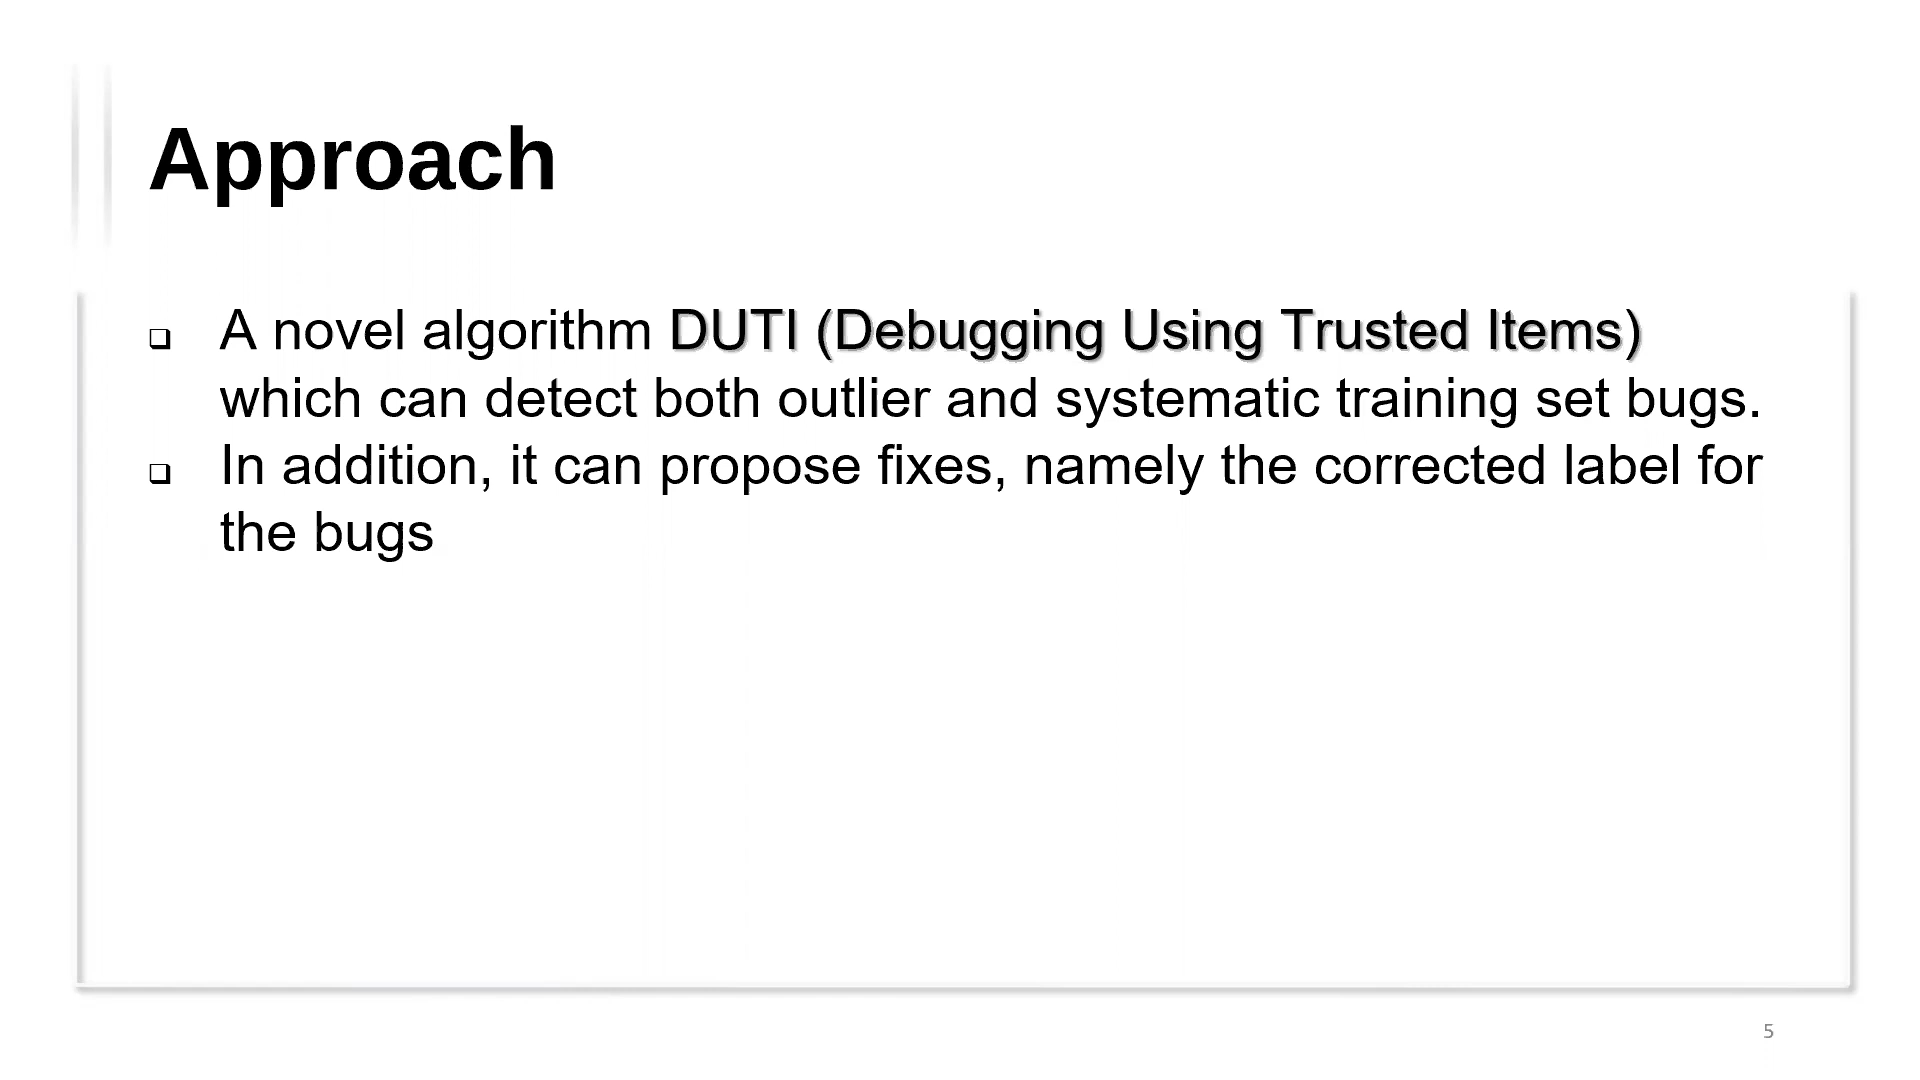 Approach
❑ A novel algorithm DUTI (Debugging Using Trusted Items)
which can detect both outlier and systematic training set bugs.
❑ In addition, it can propose fixes, namely the corrected label for
the bugs
5